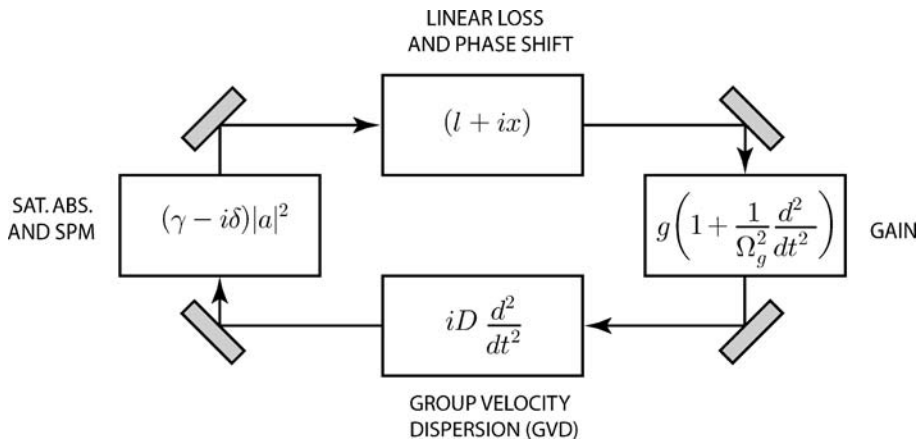 LINEAR LOSS
AND PHASE SHIFT
(l + ix)
SAT. ABS.
AND SPM
(γ − iδ)|a|²
g(1 + 1/Ω_g² d²/dt²)
GAIN
iD d²/dt²
GROUP VELOCITY
DISPERSION (GVD)